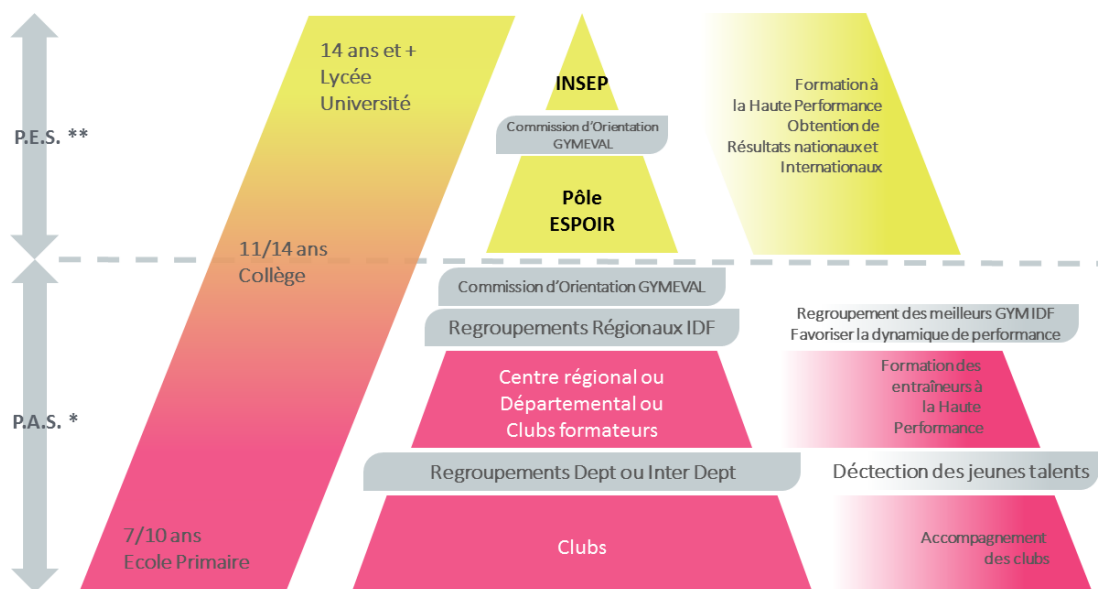 14 ans et +
Lycée
Université
P.E.S. **
11/14 ans
Collège
P.A.S. *
7/10 ans
Ecole Primaire
INSEP
Commission d'Orientation
GYMEVAL
Pôle
ESPOIR
Commission d'Orientation GYMEVAL
Regroupements Régionaux IDF
Centre régional ou
Départemental ou
Clubs formateurs
Regroupements Dept ou Inter Dept
Clubs
Formation à
la Haute Performance
Obtention de
Résultats nationaux et
Internationaux
Regroupement des meilleurs GYM IDF
Favoriser la dynamique de performance
Formation des
entraîneurs à
la Haute
Performance
Déctection des jeunes talents
Accompagnement
des clubs